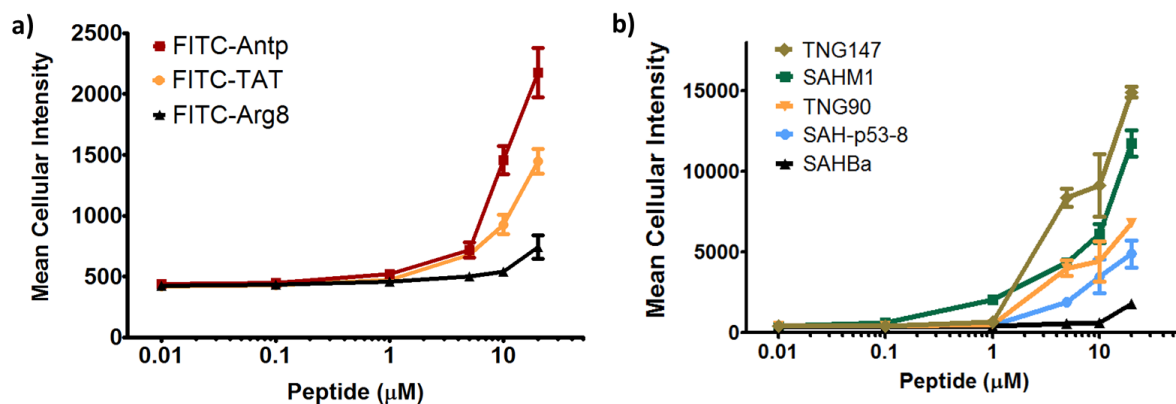 a)
2500
2000
1500
1000
500
0
Mean Cellular Intensity
FITC-Antp
FITC-TAT
FITC-Arg8
0.01
0.1
1
10
Peptide (μM)
b)
15000
10000
5000
0
Mean Cellular Intensity
TNG147
SAHM1
TNG90
SAH-p53-8
SAHBa
0.01
0.1
1
10
Peptide (μM)